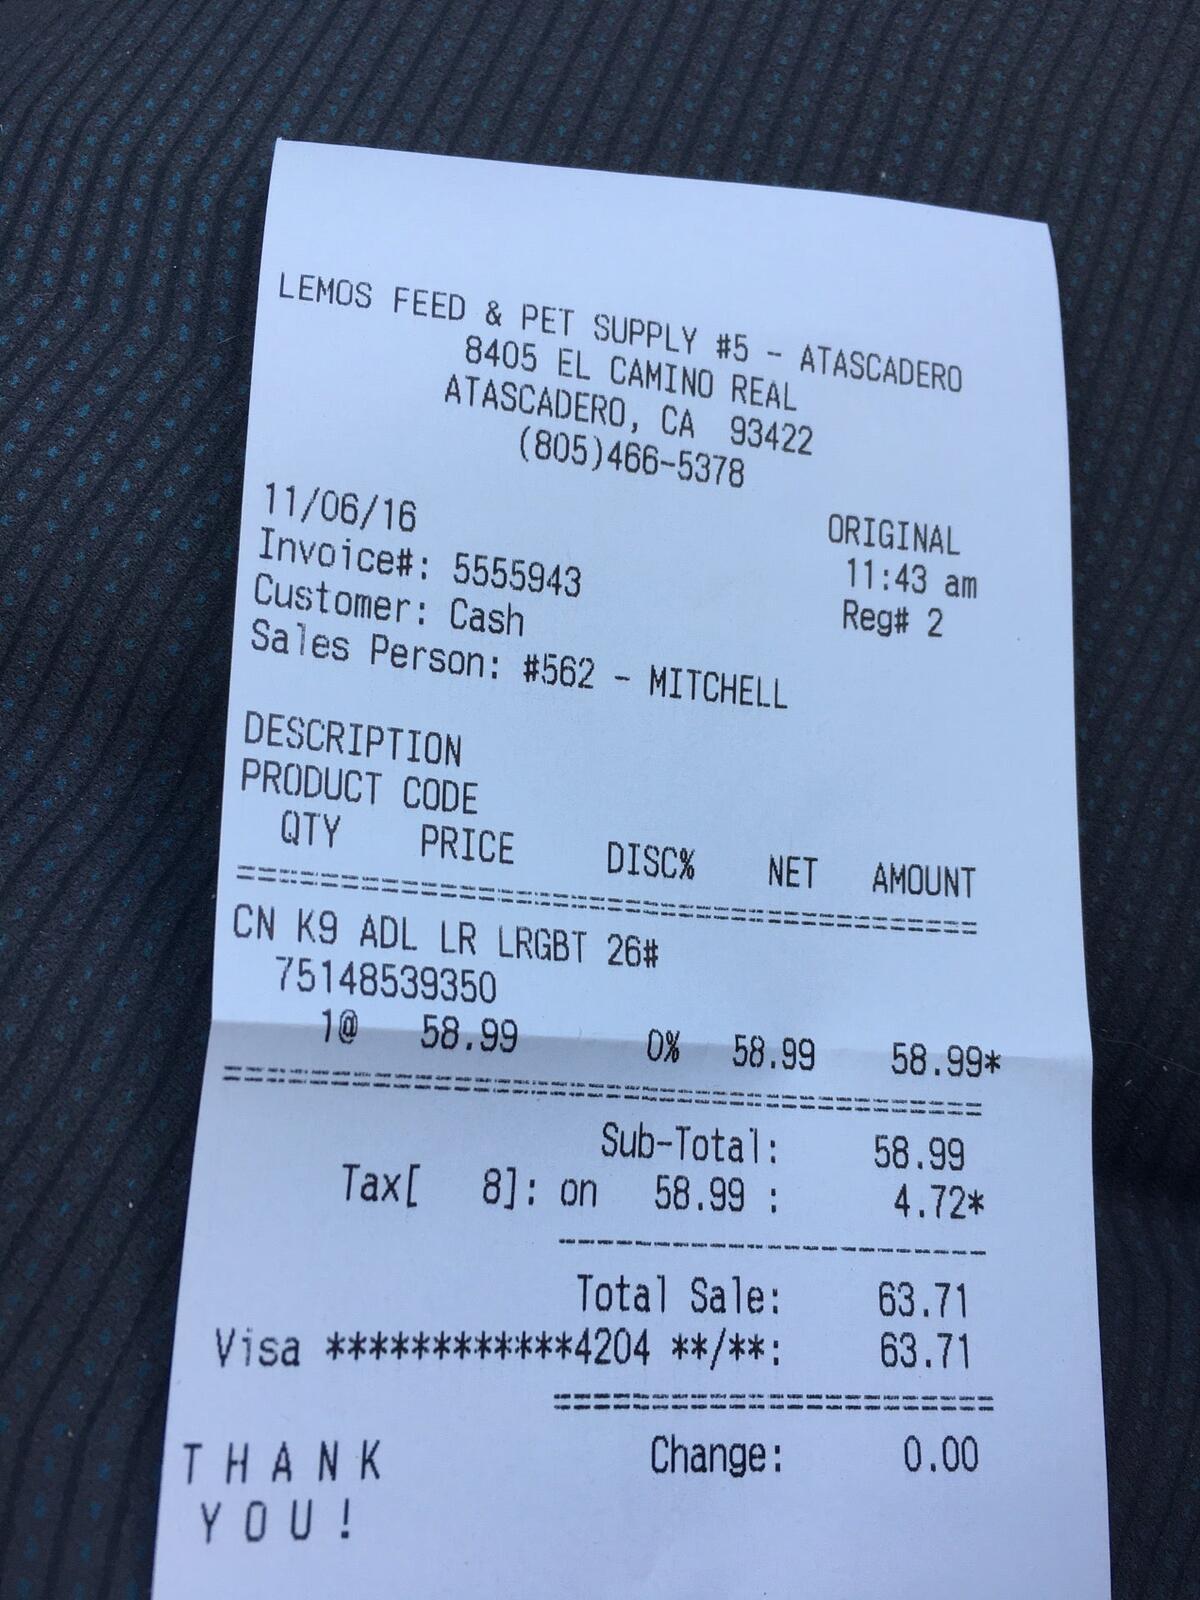 LEMOS FEED & PET SUPPLY #5 - ATASCADERO
8405 EL CAMINO REAL
ATASCADERO, CA 93422
(805)466-5378
11/06/16 ORIGINAL
Invoice#: 5555943 11:43 am
Customer: Cash Reg# 2
Sales Person: #562 - MITCHELL
DESCRIPTION
PRODUCT CODE
QTY PRICE DISC% NET AMOUNT
CN K9 ADL LR LRGBT 26#
75148539350
1@ 58.99 0% 58.99 58.99*
Sub-Total: 58.99
Tax[ 8]: on 58.99 : 4.72*
Total Sale: 63.71
Visa ************4204 **/**: 63.71
Change: 0.00
T H A N K
Y O U !